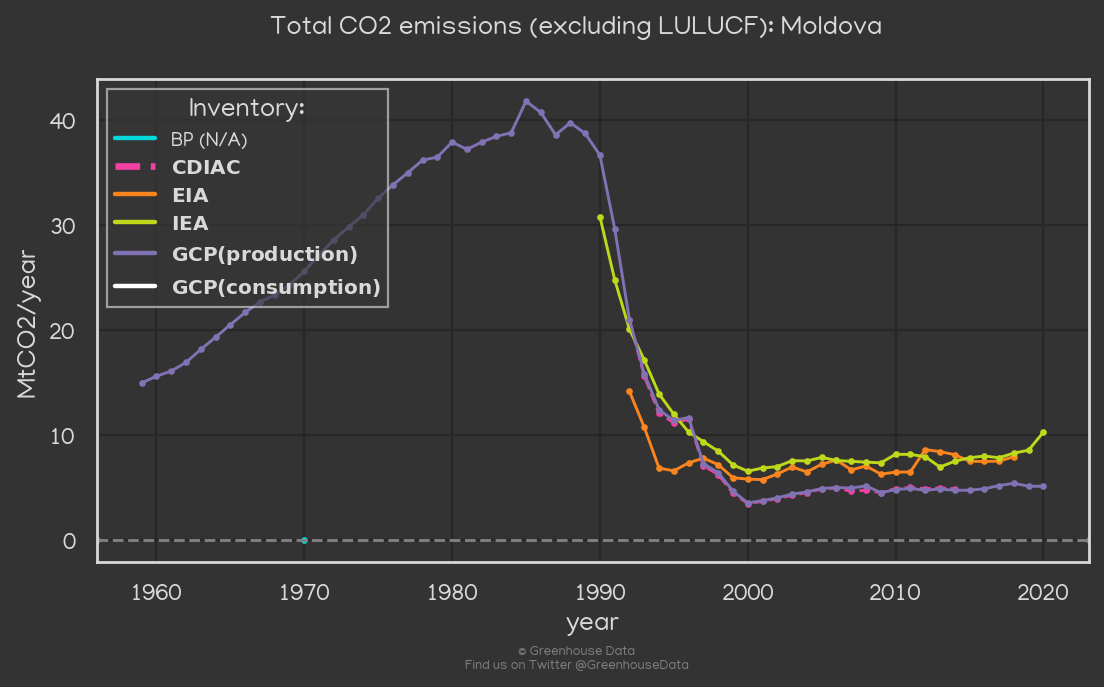 Total CO2 emissions (excluding LULUCF): Moldova
Inventory:
BP (N/A)
CDIAC
EIA
IEA
GCP(production)
GCP(consumption)
MtCO2/year
40
30
20
10
0
1960 1970 1980 1990 2000 2010 2020
year
© Greenhouse Data
Find us on Twitter @GreenhouseData